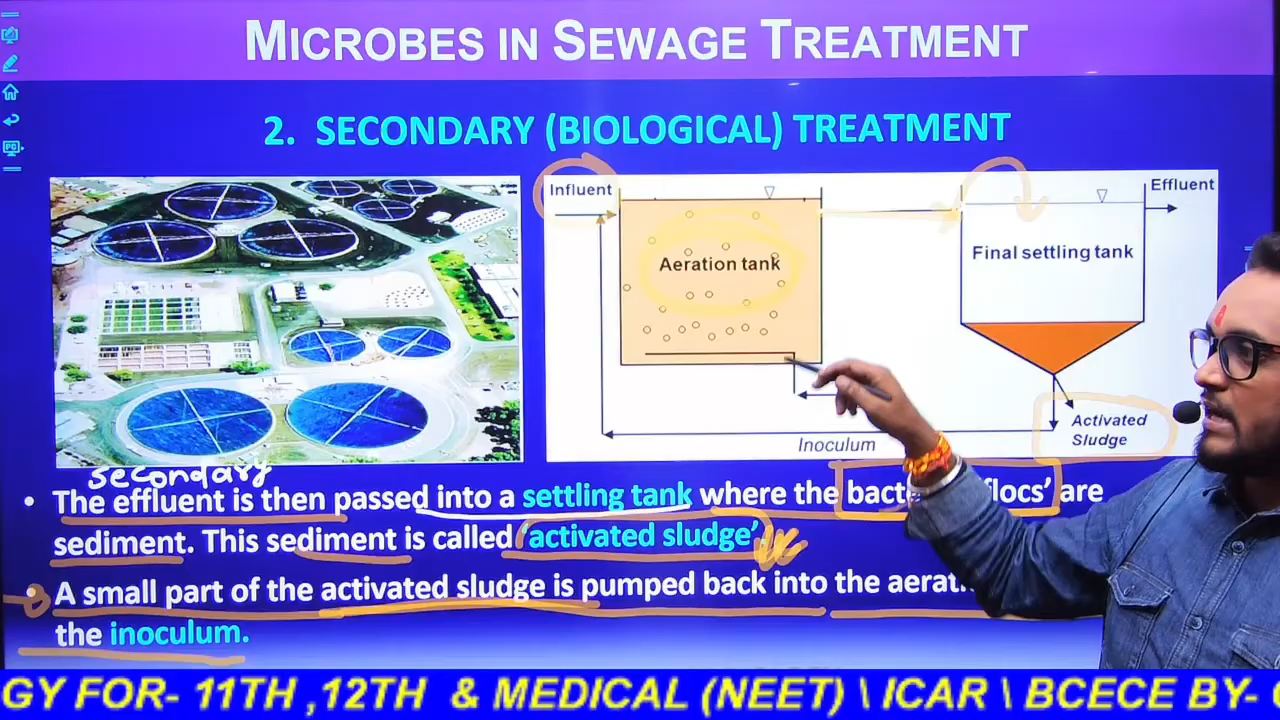 MICROBES IN SEWAGE TREATMENT
2. SECONDARY (BIOLOGICAL) TREATMENT
Influent
Effluent
Aeration tank
Final settling tank
Activated
Sludge
Inoculum
secondary
• The effluent is then passed into a settling tank where the flocs' are
sediment. This sediment is called 'activated sludge'.
• A small part of the activated sludge is pumped back into the
the inoculum.
GY FOR- 11TH ,12TH & MEDICAL (NEET) \ ICAR \ BCECE BY-
PC